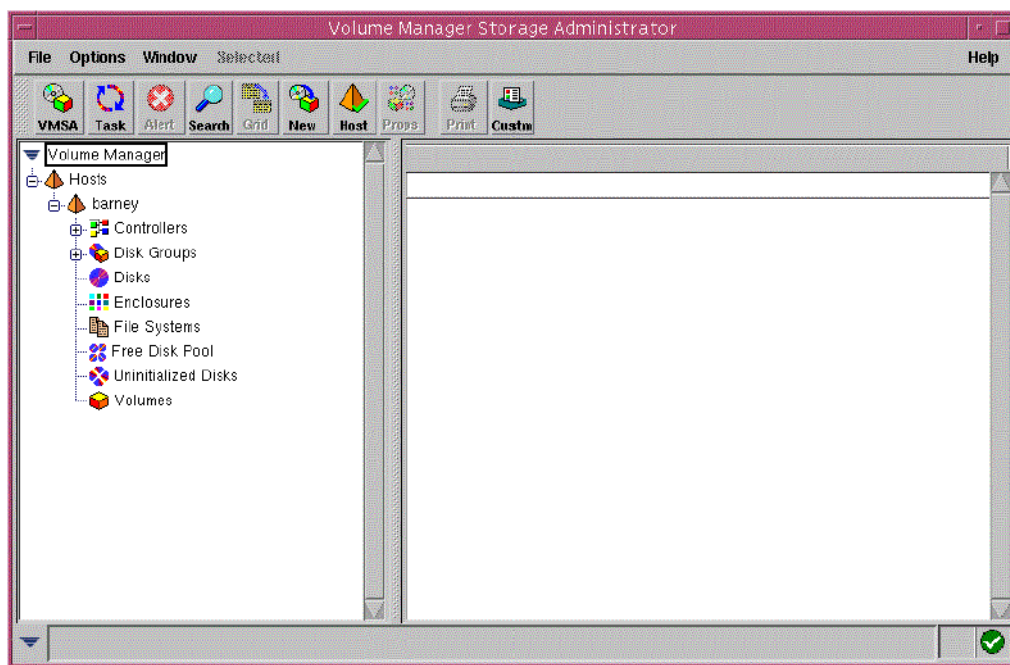 Volume Manager Storage Administrator
File Options Window Selected Help
VMSA Task Alert Search Grid New Host Props Print Custm
Volume Manager
Hosts
barney
Controllers
Disk Groups
Disks
Enclosures
File Systems
Free Disk Pool
Uninitialized Disks
Volumes